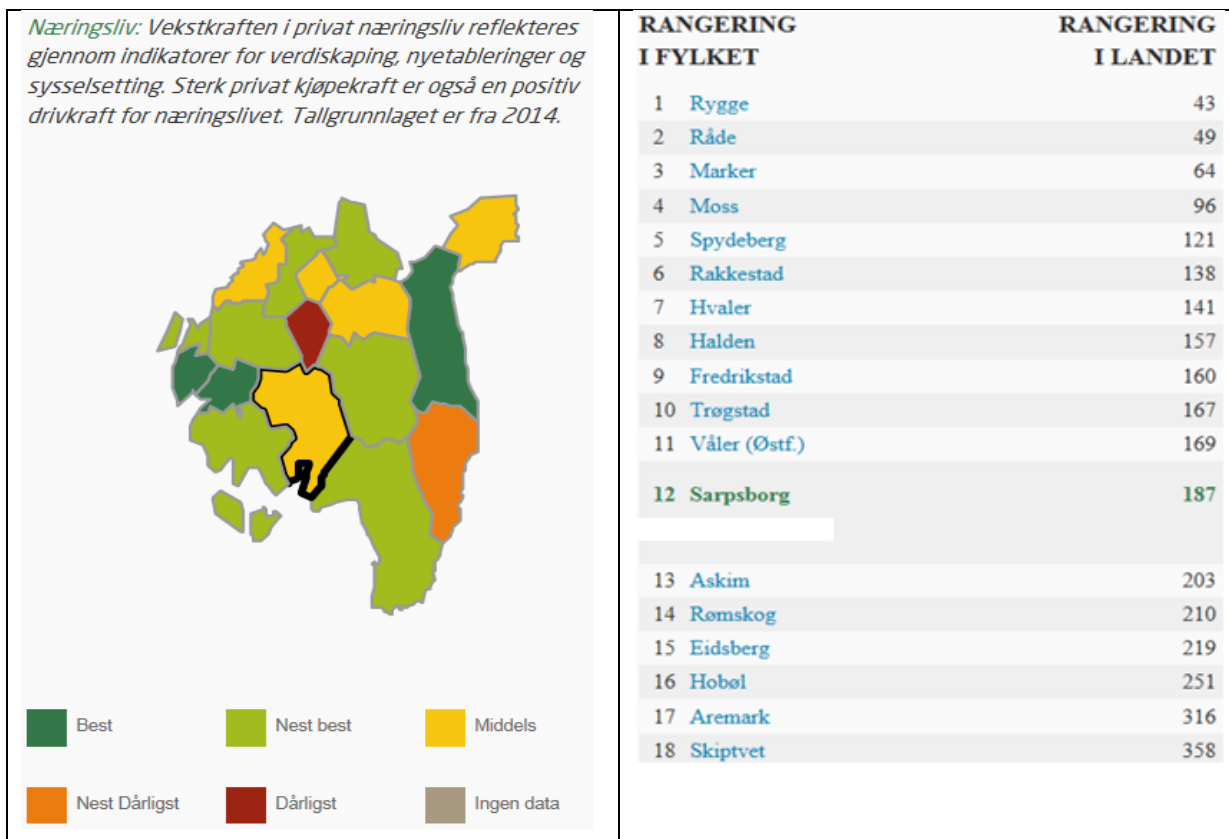 Næringsliv: Vekstkraften i privat næringsliv reflekteres
gjennom indikatorer for verdiskaping, nyetableringer og
sysselsetting. Sterk privat kjøpekraft er også en positiv
drivkraft for næringslivet. Tallgrunnlaget er fra 2014.
Best
Nest best
Middels
Nest Dårligst
Dårligst
Ingen data
RANGERING I FYLKET
RANGERING I LANDET
1 Rygge 43
2 Råde 49
3 Marker 64
4 Moss 96
5 Spydeberg 121
6 Rakkestad 138
7 Hvaler 141
8 Halden 157
9 Fredrikstad 160
10 Trøgstad 167
11 Våler (Østf.) 169
12 Sarpsborg 187
13 Askim 203
14 Rømskog 210
15 Eidsberg 219
16 Hobøl 251
17 Aremark 316
18 Skiptvet 358